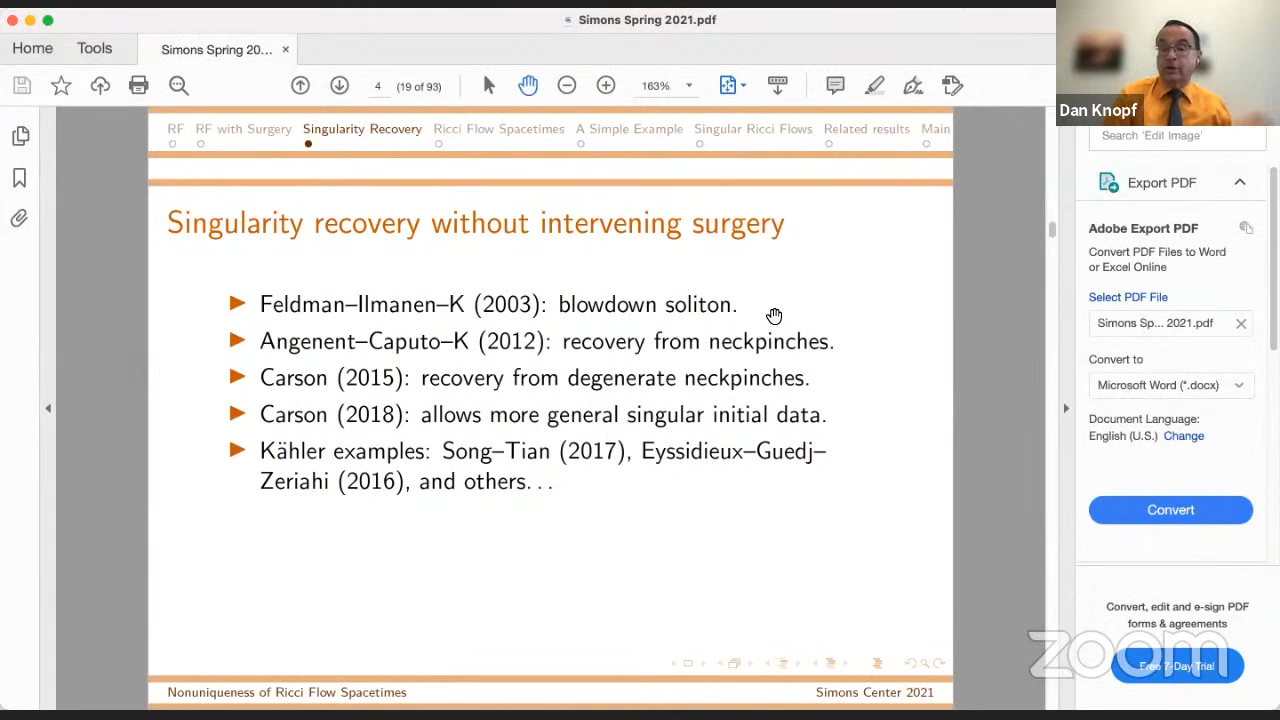 Simons Spring 2021.pdf
Home Tools Simons Spring 20... ×
4 (19 of 93) 163%
Dan Knopf
RF RF with Surgery Singularity Recovery Ricci Flow Spacetimes A Simple Example Singular Ricci Flows Related results Main
Singularity recovery without intervening surgery
Feldman–Ilmanen–K (2003): blowdown soliton.
Angenent–Caputo–K (2012): recovery from neckpinches.
Carson (2015): recovery from degenerate neckpinches.
Carson (2018): allows more general singular initial data.
Kähler examples: Song–Tian (2017), Eyssidieux–Guedj–
Zeriahi (2016), and others...
Nonuniqueness of Ricci Flow Spacetimes Simons Center 2021
Search 'Edit Image'
Export PDF
Adobe Export PDF
Convert PDF Files to Word
or Excel Online
Select PDF File
Simons Sp... 2021.pdf
Convert to
Microsoft Word (*.docx)
Document Language:
English (U.S.) Change
Convert
Convert, edit and e-sign PDF
forms & agreements
Free 7-Day Trial
zoom